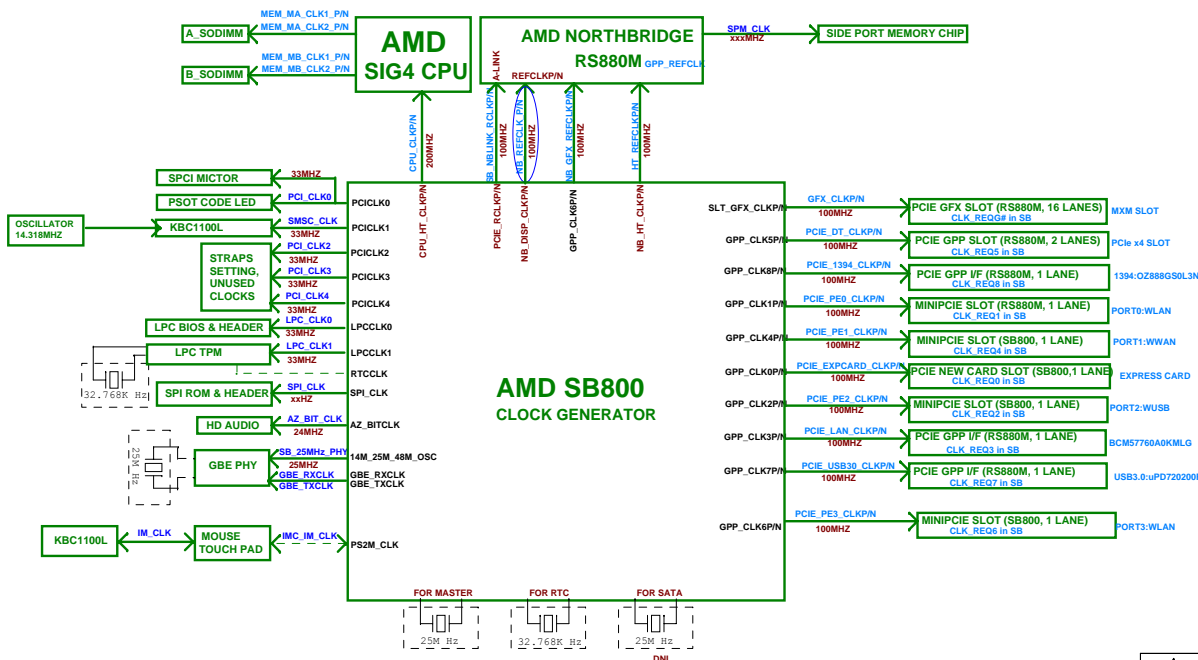 A_SODIMM
MEM_MA_CLK1_P/N
MEM_MA_CLK2_P/N
B_SODIMM
MEM_MB_CLK1_P/N
MEM_MB_CLK2_P/N
AMD
SIG4 CPU
AMD NORTHBRIDGE
RS880M
GPP_REFCLK
A-LINK
REFCLKP/N
SPM_CLK
xxxMHZ
SIDE PORT MEMORY CHIP
CPU_CLKP/N
200MHZ
SB_NBLINK_RCLKP/N
100MHZ
NB_REFCLK_P/N
100MHZ
NB_GFX_REFCLKP/N
100MHZ
HT_REFCLKP/N
100MHZ
CPU_HT_CLKP/N
PCIE_RCLKP/N
NB_DISP_CLKP/N
GPP_CLK6P/N
NB_HT_CLKP/N
SPCI MICTOR
33MHZ
PSOT CODE LED
PCI_CLK0
PCICLK0
OSCILLATOR
14.318MHZ
KBC1100L
SMSC_CLK
33MHZ
PCICLK1
STRAPS
SETTING,
UNUSED
CLOCKS
PCI_CLK2
33MHZ
PCICLK2
PCI_CLK3
33MHZ
PCICLK3
PCI_CLK4
33MHZ
PCICLK4
LPC BIOS & HEADER
LPC_CLK0
33MHZ
LPCCLK0
LPC TPM
LPC_CLK1
33MHZ
LPCCLK1
32.768K Hz
RTCCLK
SPI ROM & HEADER
SPI_CLK
xxHZ
SPI_CLK
HD AUDIO
AZ_BIT_CLK
24MHZ
AZ_BITCLK
25M Hz
GBE PHY
SB_25MHz_PHY
25MHZ
14M_25M_48M_OSC
GBE_RXCLK
GBE_RXCLK
GBE_TXCLK
GBE_TXCLK
KBC1100L
IM_CLK
MOUSE
TOUCH PAD
IMC_IM_CLK
PS2M_CLK
AMD SB800
CLOCK GENERATOR
SLT_GFX_CLKP/N
GFX_CLKP/N
100MHZ
PCIE GFX SLOT (RS880M, 16 LANES)
CLK_REQG# in SB
MXM SLOT
GPP_CLK5P/N
PCIE_DT_CLKP/N
100MHZ
PCIE GPP SLOT (RS880M, 2 LANES)
CLK_REQ5 in SB
PCIe x4 SLOT
GPP_CLK8P/N
PCIE_1394_CLKP/N
100MHZ
PCIE GPP I/F (RS880M, 1 LANE)
CLK_REQ8 in SB
1394:OZ888GS0L3N
GPP_CLK1P/N
PCIE_PE0_CLKP/N
100MHZ
MINIPCIE SLOT (RS880M, 1 LANE)
CLK_REQ1 in SB
PORT0:WLAN
GPP_CLK4P/N
PCIE_PE1_CLKP/N
100MHZ
MINIPCIE SLOT (SB800, 1 LANE)
CLK_REQ4 in SB
PORT1:WWAN
GPP_CLK0P/N
PCIE_EXPCARD_CLKP/N
100MHZ
PCIE NEW CARD SLOT (SB800,1 LANE)
CLK_REQ0 in SB
EXPRESS CARD
GPP_CLK2P/N
PCIE_PE2_CLKP/N
100MHZ
MINIPCIE SLOT (SB800, 1 LANE)
CLK_REQ2 in SB
PORT2:WUSB
GPP_CLK3P/N
PCIE_LAN_CLKP/N
100MHZ
PCIE GPP I/F (RS880M, 1 LANE)
CLK_REQ3 in SB
BCM57760A0KMLG
GPP_CLK7P/N
PCIE_USB30_CLKP/N
100MHZ
PCIE GPP I/F (RS880M, 1 LANE)
CLK_REQ7 in SB
GPP_CLK6P/N
PCIE_PE3_CLKP/N
100MHZ
MINIPCIE SLOT (SB800, 1 LANE)
CLK_REQ6 in SB
PORT3:WLAN
FOR MASTER
25M Hz
FOR RTC
32.768K Hz
FOR SATA
25M Hz